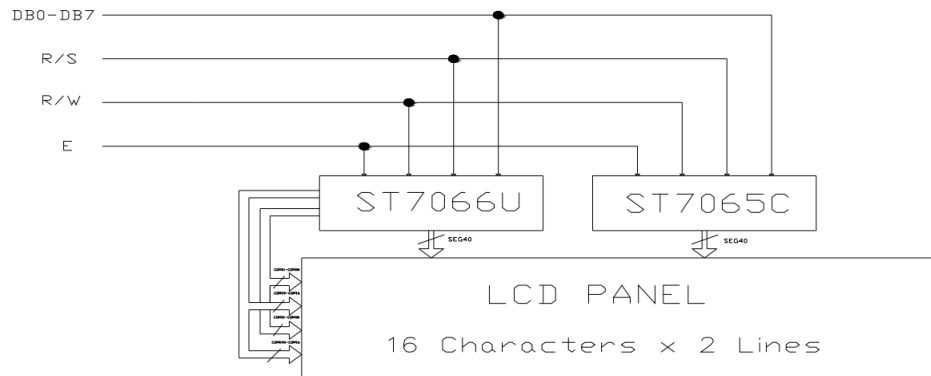 DB0-DB7
R/S
R/W
E
ST7066U
ST7065C
SEG40
SEG40
LCD PANEL
16 Characters x 2 Lines